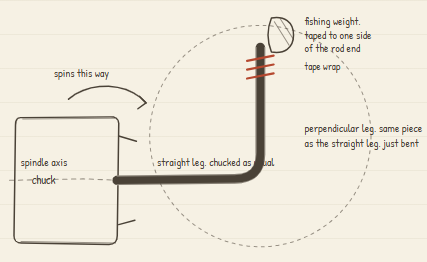 fishing weight.
taped to one side
of the rod end
tape wrap
spins this way
perpendicular leg. same piece
as the straight leg. just bent
spindle axis
straight leg. chucked as
chuck